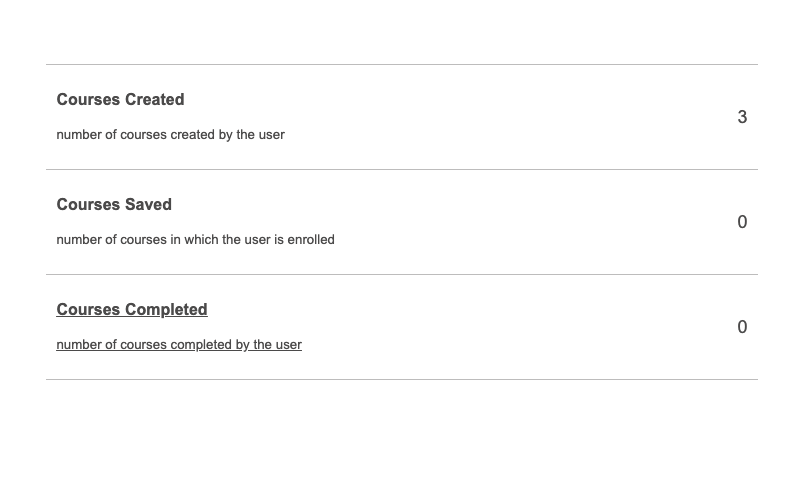 Courses Created
number of courses created by the user
3
Courses Saved
number of courses in which the user is enrolled
0
Courses Completed
number of courses completed by the user
0